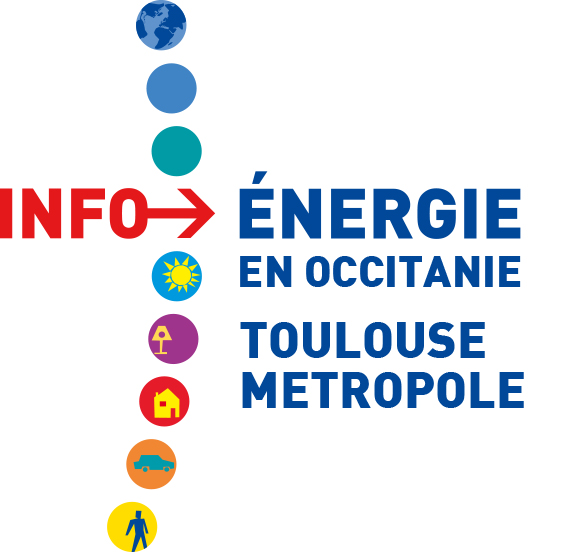 INFO→ ÉNERGIE
EN OCCITANIE
TOULOUSE
METROPOLE